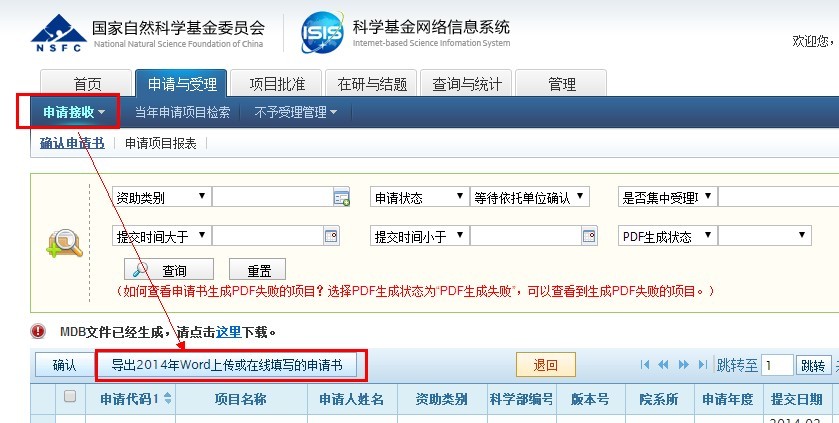 国家自然科学基金委员会
NSFC National Natural Science Foundation of China
ISIS 科学基金网络信息系统
Internet-based Science Information System
欢迎您,
首页 申请与受理 项目批准 在研与结题 查询与统计 管理
申请接收 当年申请项目检索 不予受理管理
确认申请书 申请项目报表
资助类别 申请状态 等待依托单位确认 是否集中受理
提交时间大于 提交时间小于 PDF生成状态
查询 重置
(如何查看申请书生成PDF失败的项目?选择PDF生成状态为“PDF生成失败”,可以查看到生成PDF失败的项目。)
MDB文件已经生成,请点击这里下载。
确认 导出2014年Word上传或在线填写的申请书 退回 跳转至 1 跳转
申请代码1 项目名称 申请人姓名 资助类别 科学部编号 版本号 院系所 申请年度 提交日期